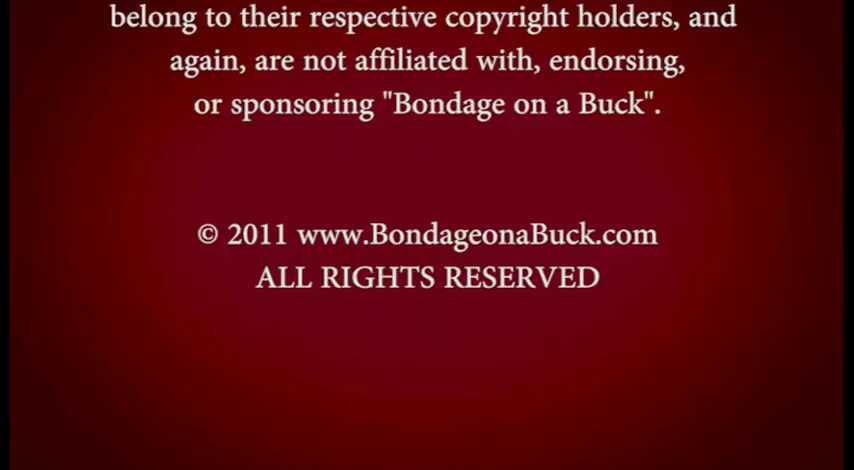 belong to their respective copyright holders, and
again, are not affiliated with, endorsing,
or sponsoring "Bondage on a Buck".
© 2011 www.BondageonaBuck.com
ALL RIGHTS RESERVED